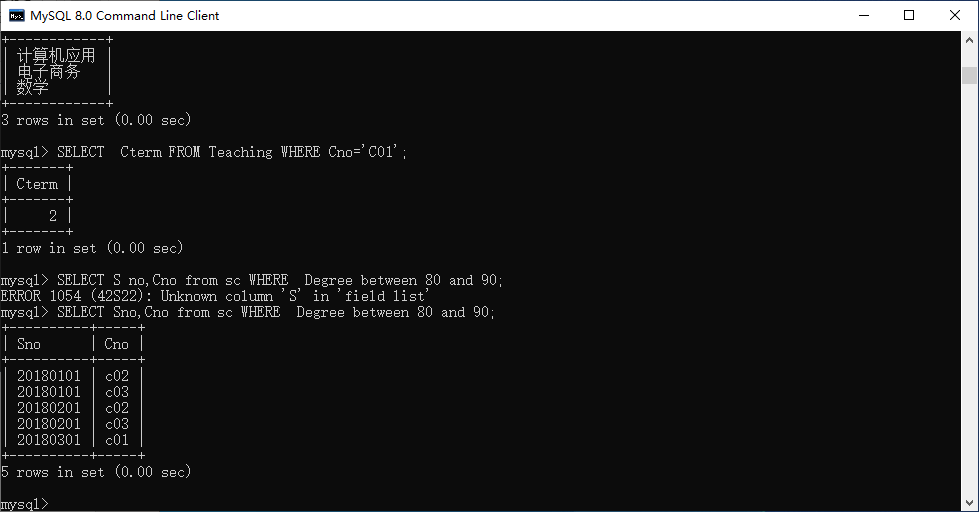 MySQL 8.0 Command Line Client
+------------+
| 计算机应用 |
| 电子商务   |
| 数学       |
+------------+
3 rows in set (0.00 sec)
mysql> SELECT  Cterm FROM Teaching WHERE Cno='C01';
+-------+
| Cterm |
+-------+
|     2 |
+-------+
1 row in set (0.00 sec)
mysql> SELECT S no,Cno from sc WHERE  Degree between 80 and 90;
ERROR 1054 (42S22): Unknown column 'S' in 'field list'
mysql> SELECT Sno,Cno from sc WHERE  Degree between 80 and 90;
+----------+-----+
| Sno      | Cno |
+----------+-----+
| 20180101 | c02 |
| 20180101 | c03 |
| 20180201 | c02 |
| 20180201 | c03 |
| 20180301 | c01 |
+----------+-----+
5 rows in set (0.00 sec)
mysql>